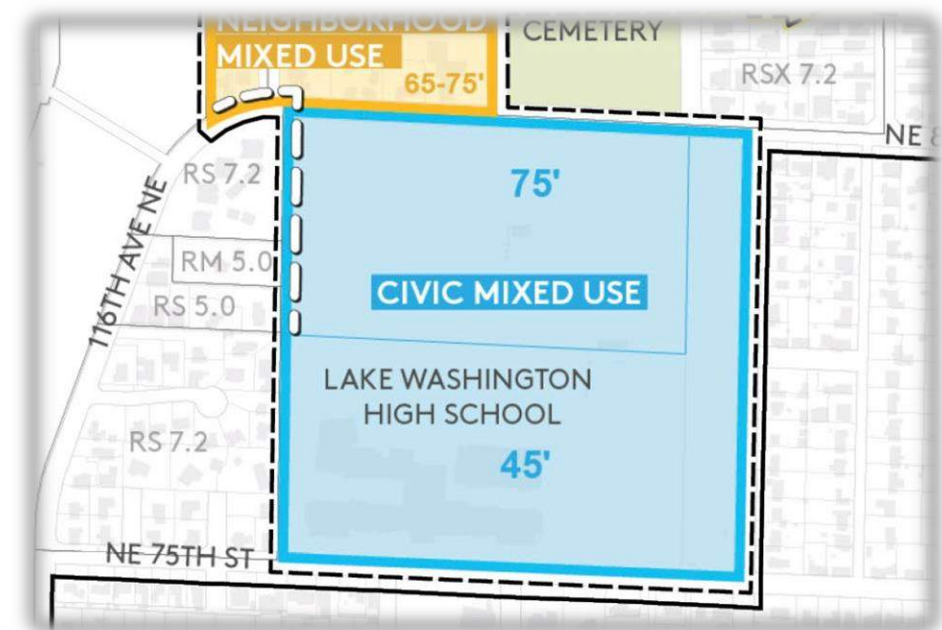 NEIGHBORHOOD
MIXED USE
65-75'
CEMETERY
RSX 7.2
NE
RS 7.2
75'
116TH AVE NE
RM 5.0
CIVIC MIXED USE
RS 5.0
LAKE WASHINGTON
HIGH SCHOOL
RS 7.2
45'
NE 75TH ST